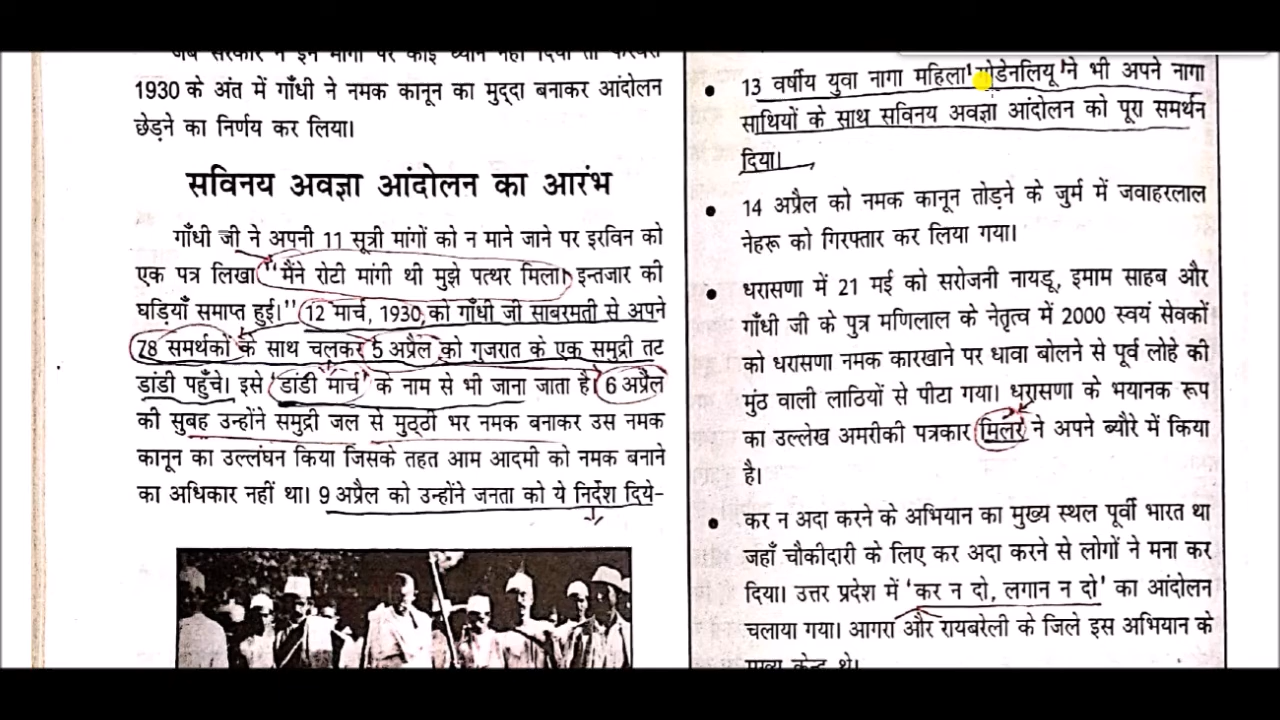 जब सरकार ने इन मांगों पर कोई ध्यान नहीं दिया तो फरवरी
1930 के अंत में गाँधी ने नमक कानून का मुद्दा बनाकर आंदोलन
छेड़ने का निर्णय कर लिया।
सविनय अवज्ञा आंदोलन का आरंभ
गाँधी जी ने अपनी 11 सूत्री मांगों को न माने जाने पर इरविन को
एक पत्र लिखा "मैंने रोटी मांगी थी मुझे पत्थर मिला। इन्तजार की
घड़ियाँ समाप्त हुई।" 12 मार्च, 1930, को गाँधी जी साबरमती से अपने
78 समर्थकों के साथ चलकर 5 अप्रैल को गुजरात के एक समुद्री तट
डांडी पहुँचे। इसे डांडी मार्च के नाम से भी जाना जाता है 6 अप्रैल
की सुबह उन्होंने समुद्री जल से मुठ्ठी भर नमक बनाकर उस नमक
कानून का उल्लंघन किया जिसके तहत आम आदमी को नमक बनाने
का अधिकार नहीं था। 9 अप्रैल को उन्होंने जनता को ये निर्देश दिये-
• 13 वर्षीय युवा नागा महिला ने भी अपने नागा
साथियों के साथ सविनय अवज्ञा आंदोलन को पूरा समर्थन
दिया।
• 14 अप्रैल को नमक कानून तोड़ने के जुर्म में जवाहरलाल
नेहरू को गिरफ्तार कर लिया गया।
• धरासणा में 21 मई को सरोजनी नायडू, इमाम साहब और
गाँधी जी के पुत्र मणिलाल के नेतृत्व में 2000 स्वयं सेवकों
को धरासणा नमक कारखाने पर धावा बोलने से पूर्व लोहे की
मुंठ वाली लाठियों से पीटा गया। धरासणा के भयानक रूप
का उल्लेख अमरीकी पत्रकार मिलर ने अपने ब्यौरे में किया
है।
• कर न अदा करने के अभियान का मुख्य स्थल पूर्वी भारत था
जहाँ चौकीदारी के लिए कर अदा करने से लोगों ने मना कर
दिया। उत्तर प्रदेश में 'कर न दो, लगान न दो' का आंदोलन
चलाया गया। आगरा और रायबरेली के जिले इस अभियान के
मुख्य केन्द्र थे।